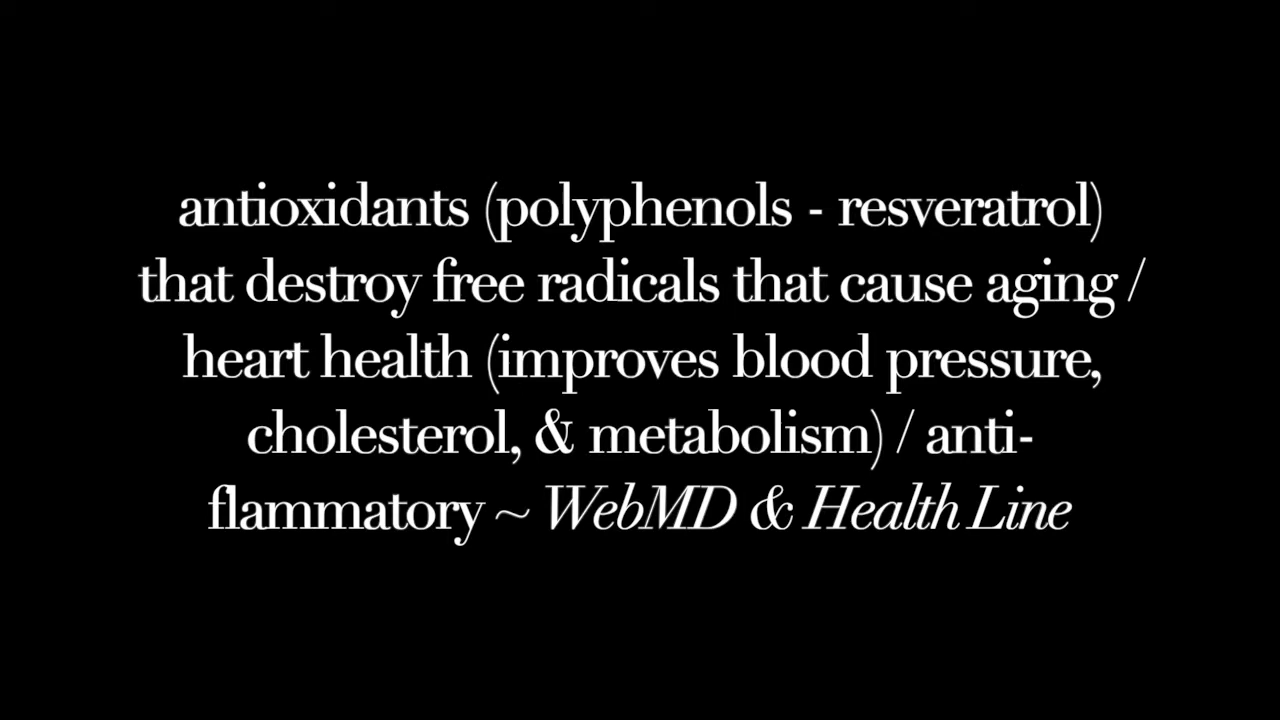 antioxidants (polyphenols - resveratrol)
that destroy free radicals that cause aging /
heart health (improves blood pressure,
cholesterol, & metabolism) / anti-
flammatory ~ WebMD & Health Line